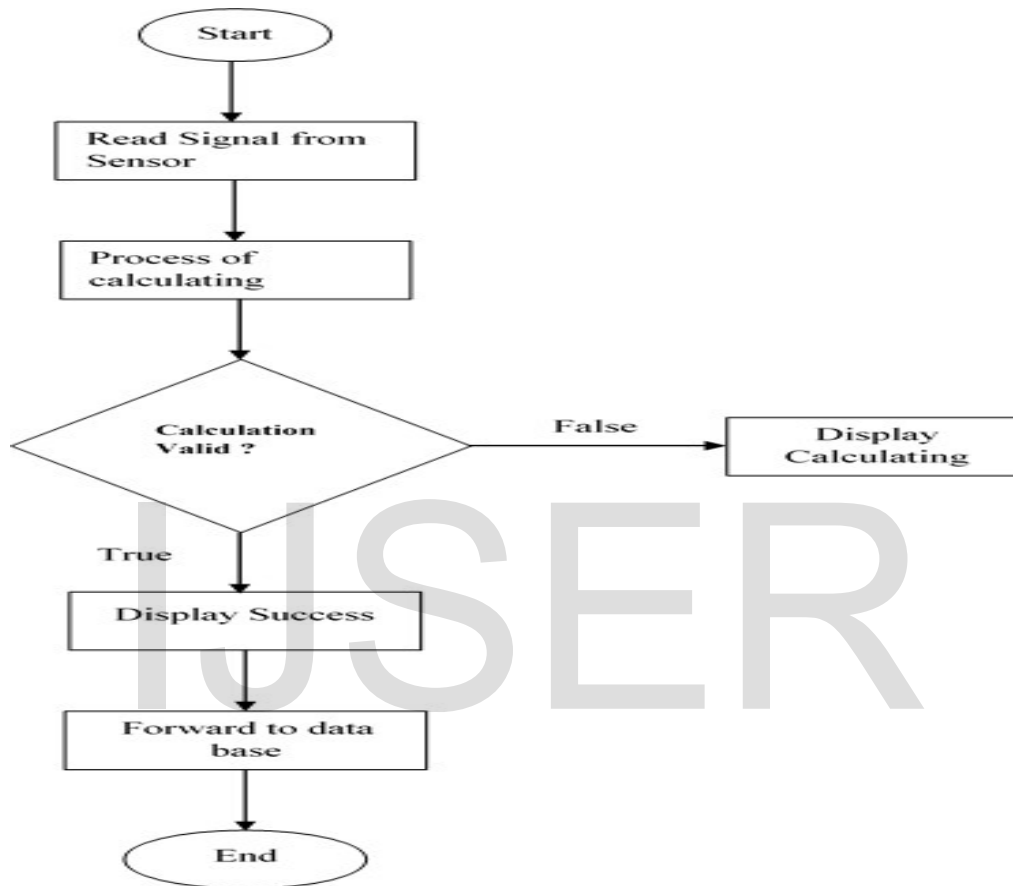 Start
Read Signal from
Sensor
Process of
calculating
Calculation
Valid ?
False
Display
Calculating
True
Display Success
Forward to data
base
End
IJSER